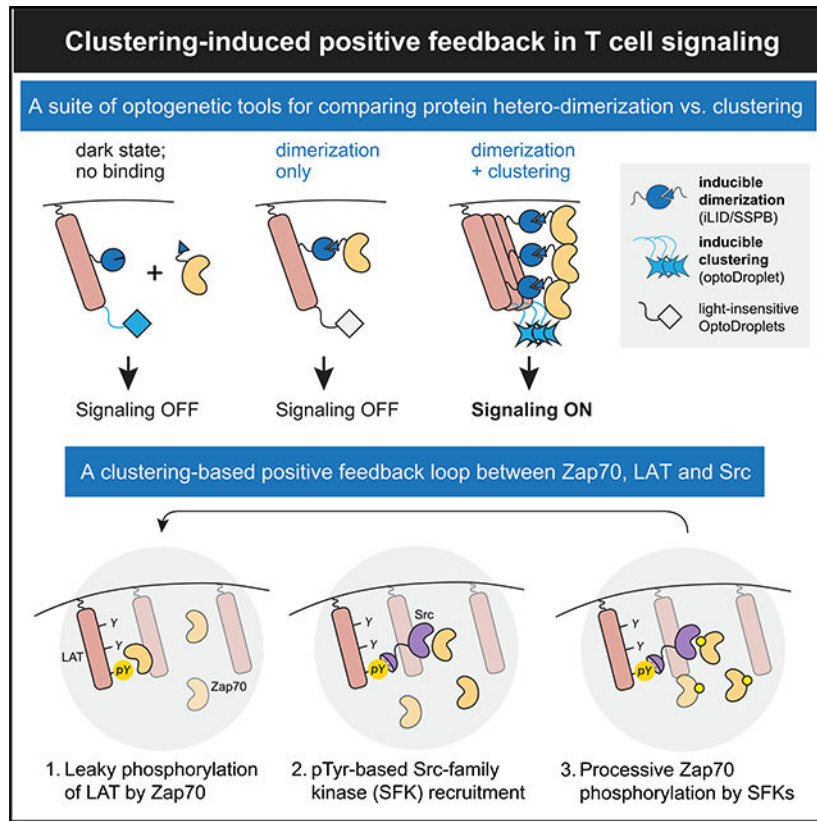 Clustering-induced positive feedback in T cell signaling
A suite of optogenetic tools for comparing protein hetero-dimerization vs. clustering
dark state;
no binding
dimerization
only
dimerization
+ clustering
+
Signaling OFF
Signaling OFF
Signaling ON
inducible
dimerization
(iLID/SSPB)
inducible
clustering
(optoDroplet)
light-insensitive
OptoDroplets
A clustering-based positive feedback loop between Zap70, LAT and Src
LAT
Y
Y
pY
Zap70
1. Leaky phosphorylation
of LAT by Zap70
Y
Y
pY
Src
2. pTyr-based Src-family
kinase (SFK) recruitment
Y
Y
pY
3. Processive Zap70
phosphorylation by SFKs